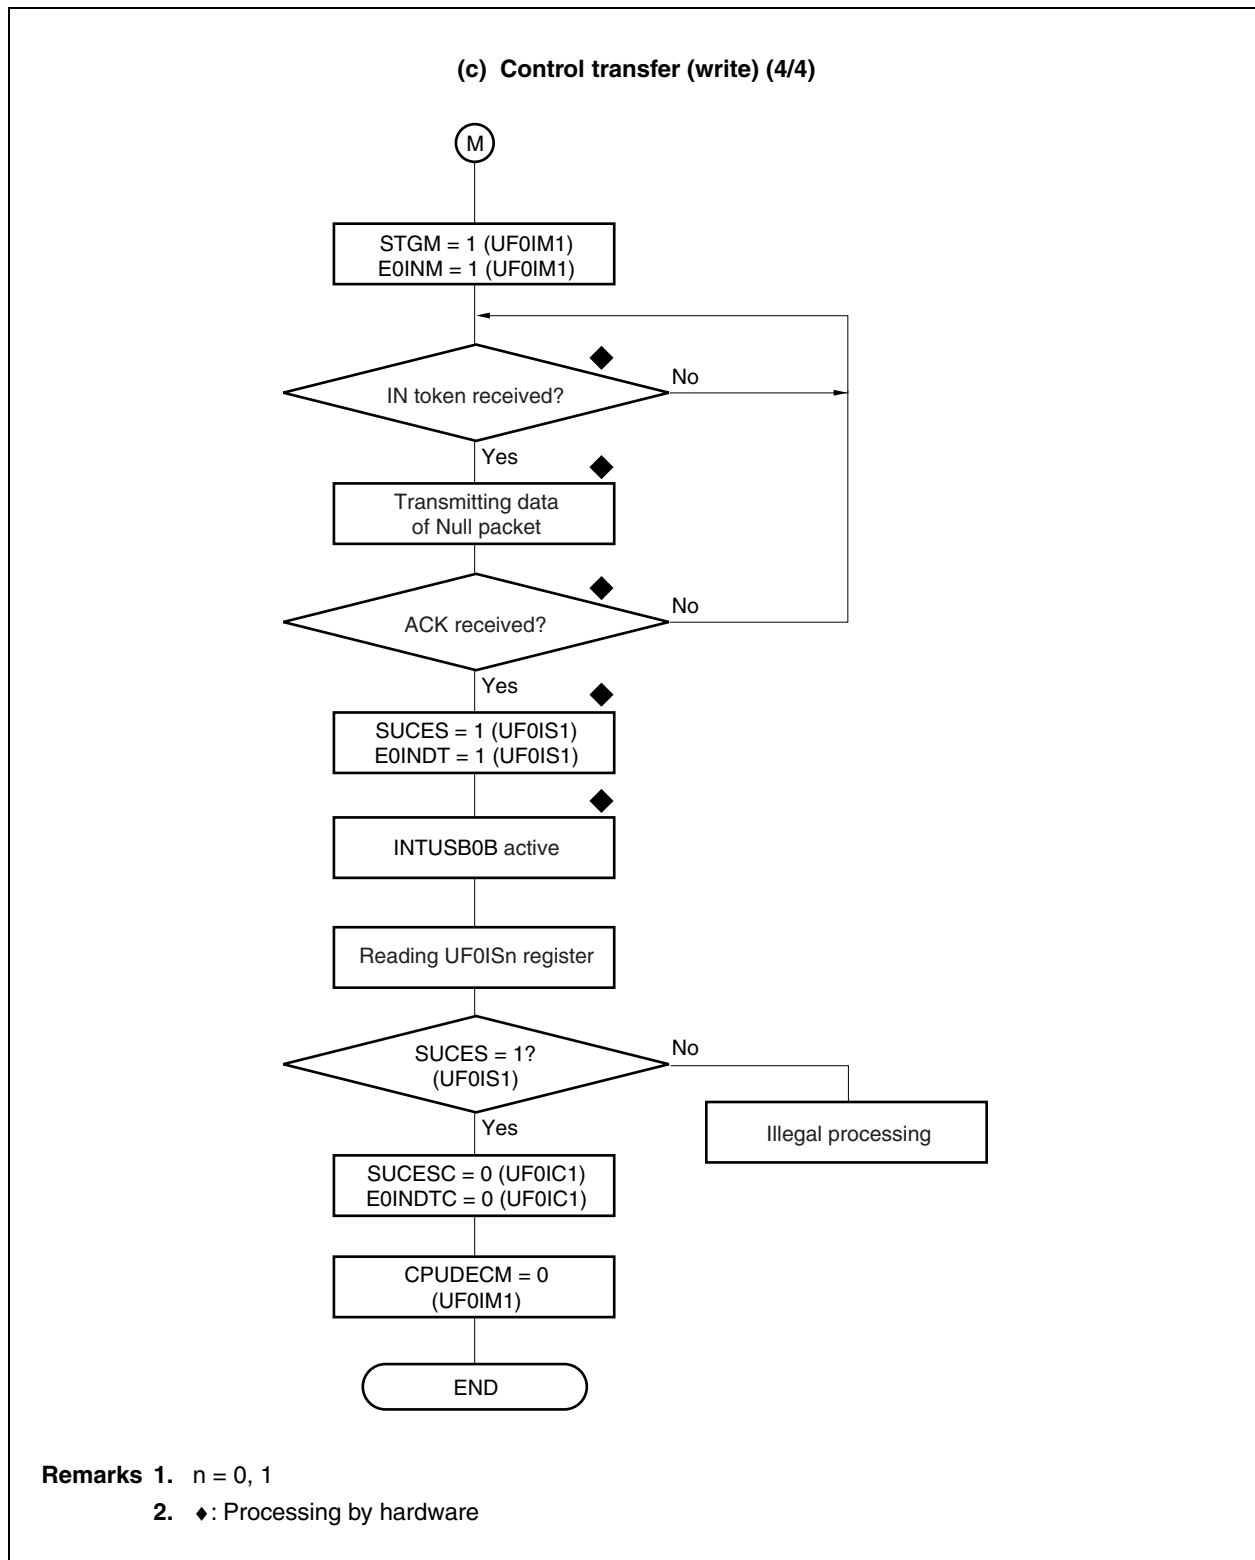 (c) Control transfer (write) (4/4)
M
STGM = 1 (UF0IM1)
E0INM = 1 (UF0IM1)
IN token received?
No
Yes
Transmitting data
of Null packet
ACK received?
No
Yes
SUCES = 1 (UF0IS1)
E0INDT = 1 (UF0IS1)
INTUSB0B active
Reading UF0ISn register
SUCES = 1?
(UF0IS1)
No
Illegal processing
Yes
SUCESC = 0 (UF0IC1)
E0INDTC = 0 (UF0IC1)
CPUDECM = 0
(UF0IM1)
END
Remarks 1. n = 0, 1
2. ♦: Processing by hardware